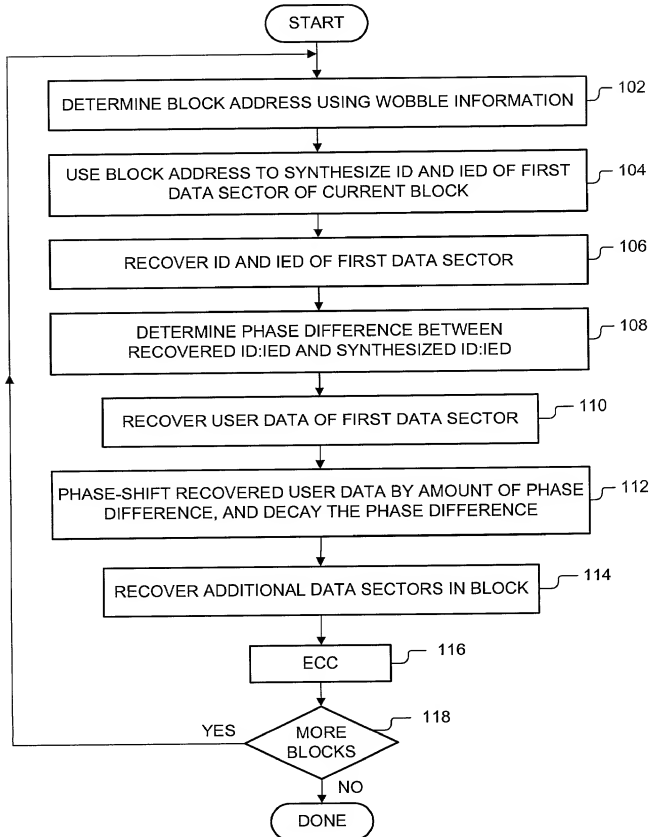 START
DETERMINE BLOCK ADDRESS USING WOBBLE INFORMATION
102
USE BLOCK ADDRESS TO SYNTHESIZE ID AND IED OF FIRST
DATA SECTOR OF CURRENT BLOCK
104
RECOVER ID AND IED OF FIRST DATA SECTOR
106
DETERMINE PHASE DIFFERENCE BETWEEN
RECOVERED ID:IED AND SYNTHESIZED ID:IED
108
RECOVER USER DATA OF FIRST DATA SECTOR
110
PHASE-SHIFT RECOVERED USER DATA BY AMOUNT OF PHASE
DIFFERENCE, AND DECAY THE PHASE DIFFERENCE
112
RECOVER ADDITIONAL DATA SECTORS IN BLOCK
114
ECC
116
YES
MORE
BLOCKS
118
NO
DONE